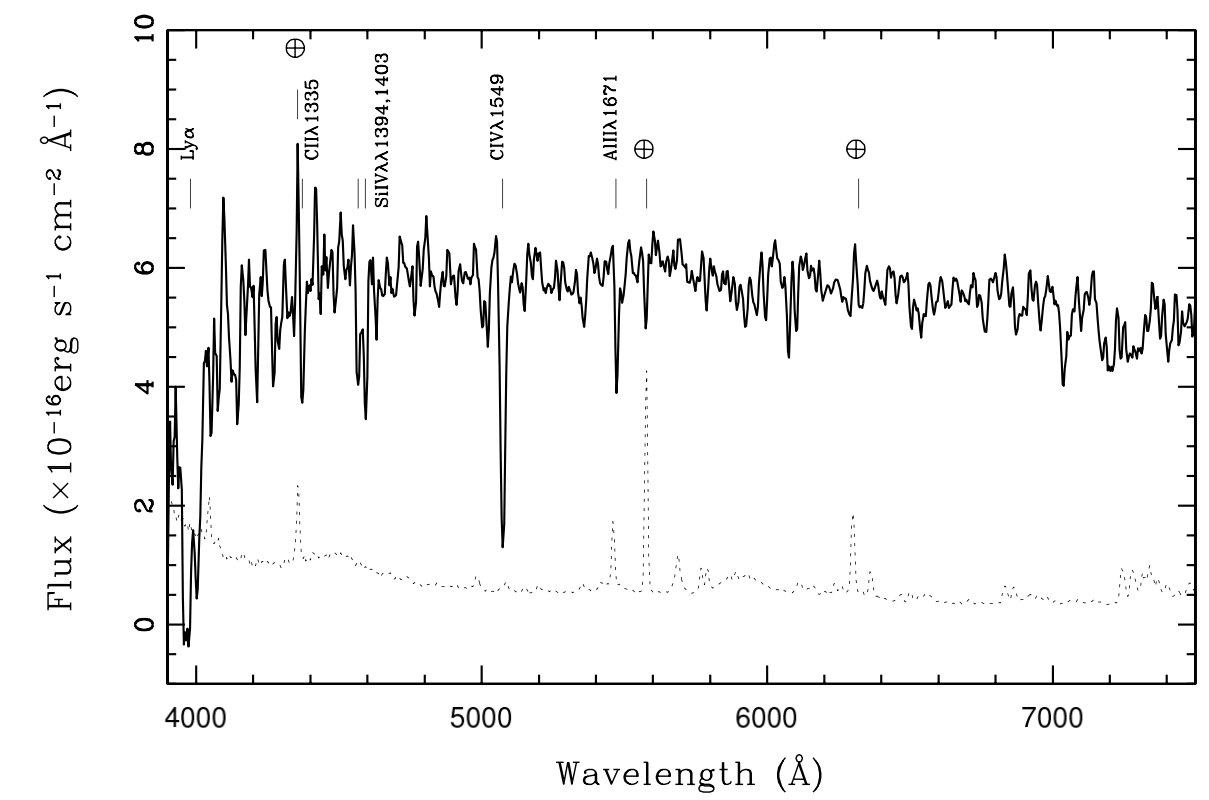 10
8
6
4
2
0
Flux (×10⁻¹⁶erg s⁻¹ cm⁻² Å⁻¹)
Lyα
⊕
CIIλ1335
SiIVλλ1394,1403
CIVλ1549
AlIIλ1671
⊕
⊕
4000 5000 6000 7000
Wavelength (Å)